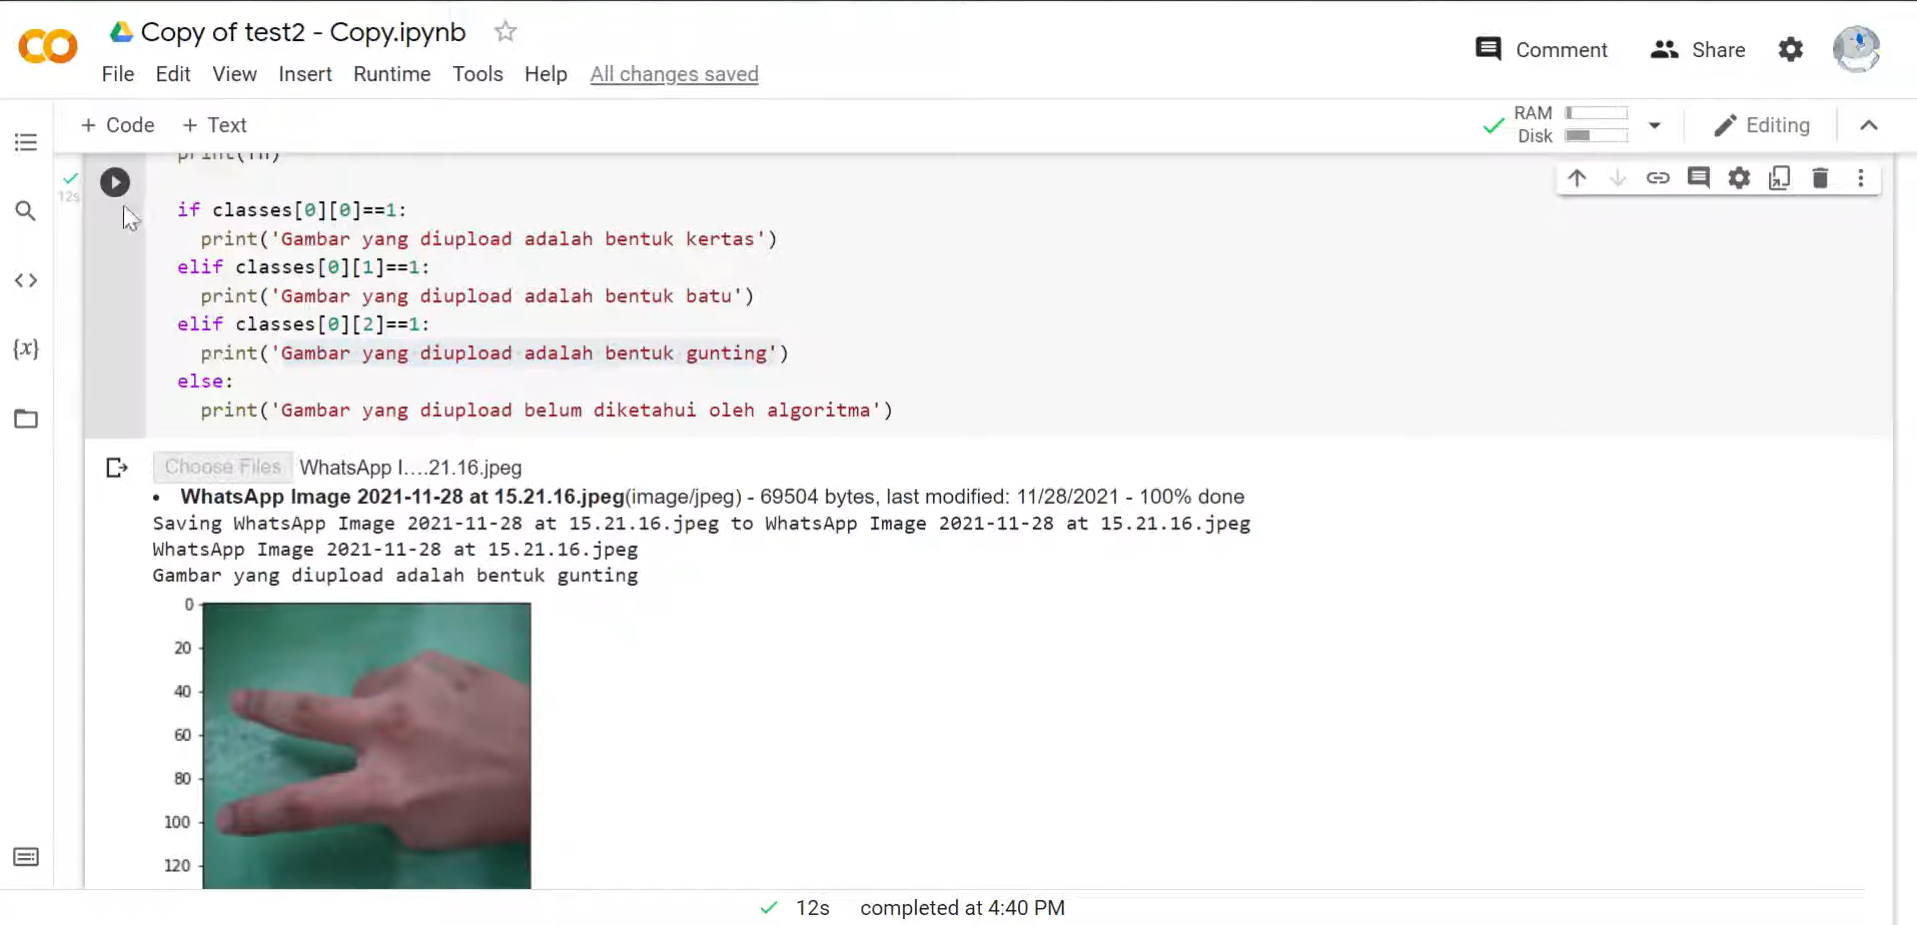 Copy of test2 - Copy.ipynb
Comment
Share
File Edit View Insert Runtime Tools Help All changes saved
+ Code + Text
RAM
Disk
Editing
print(fn)
12s
if classes[0][0]==1:
print('Gambar yang diupload adalah bentuk kertas')
elif classes[0][1]==1:
print('Gambar yang diupload adalah bentuk batu')
elif classes[0][2]==1:
print('Gambar yang diupload adalah bentuk gunting')
else:
print('Gambar yang diupload belum diketahui oleh algoritma')
{x}
Choose Files WhatsApp I....21.16.jpeg
• WhatsApp Image 2021-11-28 at 15.21.16.jpeg(image/jpeg) - 69504 bytes, last modified: 11/28/2021 - 100% done
Saving WhatsApp Image 2021-11-28 at 15.21.16.jpeg to WhatsApp Image 2021-11-28 at 15.21.16.jpeg
WhatsApp Image 2021-11-28 at 15.21.16.jpeg
Gambar yang diupload adalah bentuk gunting
0
20
40
60
80
100
120
12s completed at 4:40 PM